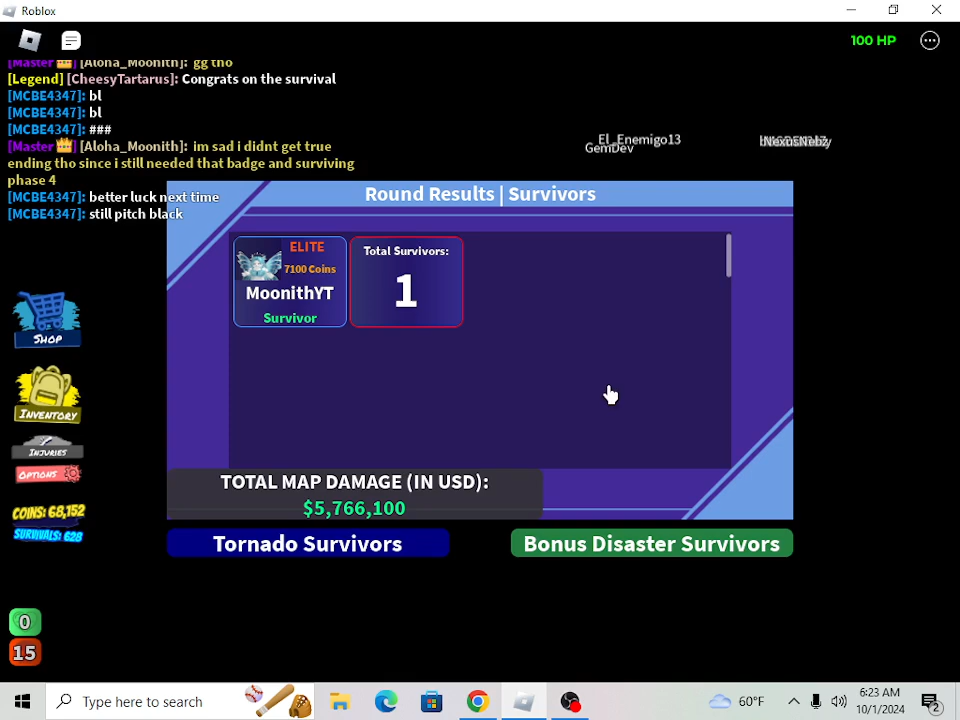 Roblox
100 HP
[Master👑] [Aloha_Moonith]: gg tho
[Legend] [CheesyTartarus]: Congrats on the survival
[MCBE4347]: bl
[MCBE4347]: bl
[MCBE4347]: ###
[Master👑] [Aloha_Moonith]: im sad i didnt get true
ending tho since i still needed that badge and surviving
phase 4
[MCBE4347]: better luck next time
[MCBE4347]: still pitch black
El_Enemigo13
GemDev
Round Results | Survivors
ELITE
7100 Coins
MoonithYT
Survivor
Total Survivors:
1
SHOP
INVENTORY
INJURIES
OPTIONS
COINS: 68,152
SURVIVALS: 628
TOTAL MAP DAMAGE (IN USD):
$5,766,100
Tornado Survivors
Bonus Disaster Survivors
0
15
Type here to search
60°F
6:23 AM
10/1/2024
2